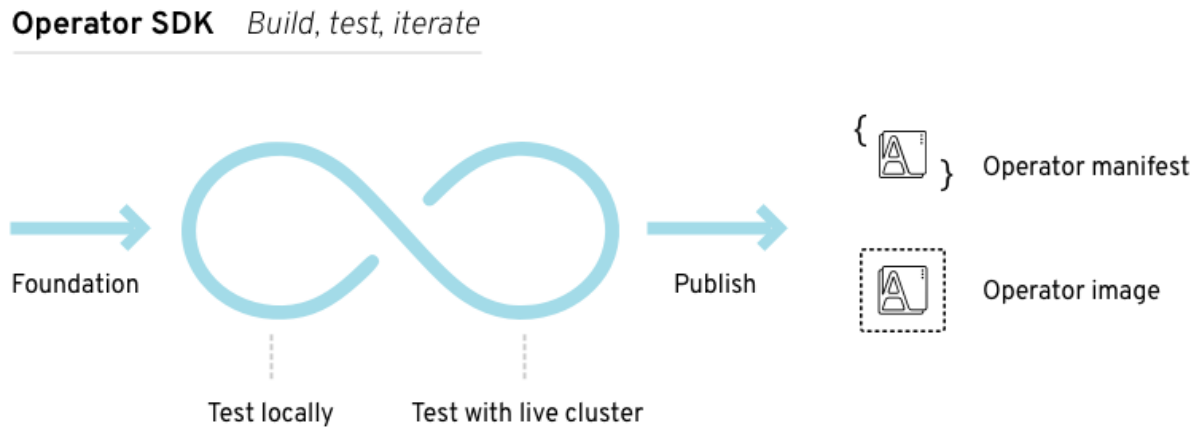 Operator SDK Build, test, iterate
{
}
Operator manifest
Foundation
Publish
Operator image
Test locally
Test with live cluster